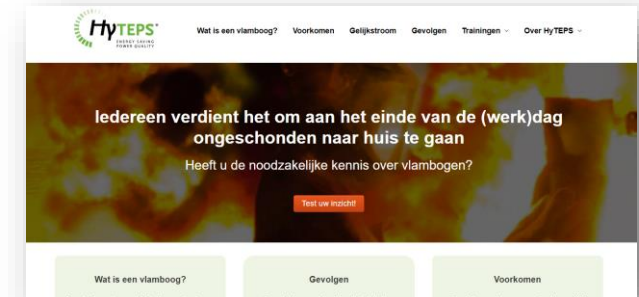 HyTEPS®
ENERGY SAVING
POWER QUALITY
Wat is een vlamboog? Voorkomen Gelijkstroom Gevolgen Trainingen Over HyTEPS
Iedereen verdient het om aan het einde van de (werk)dag
ongeschonden naar huis te gaan
Heeft u de noodzakelijke kennis over vlambogen?
Test uw inzicht!
Wat is een vlamboog? Gevolgen Voorkomen